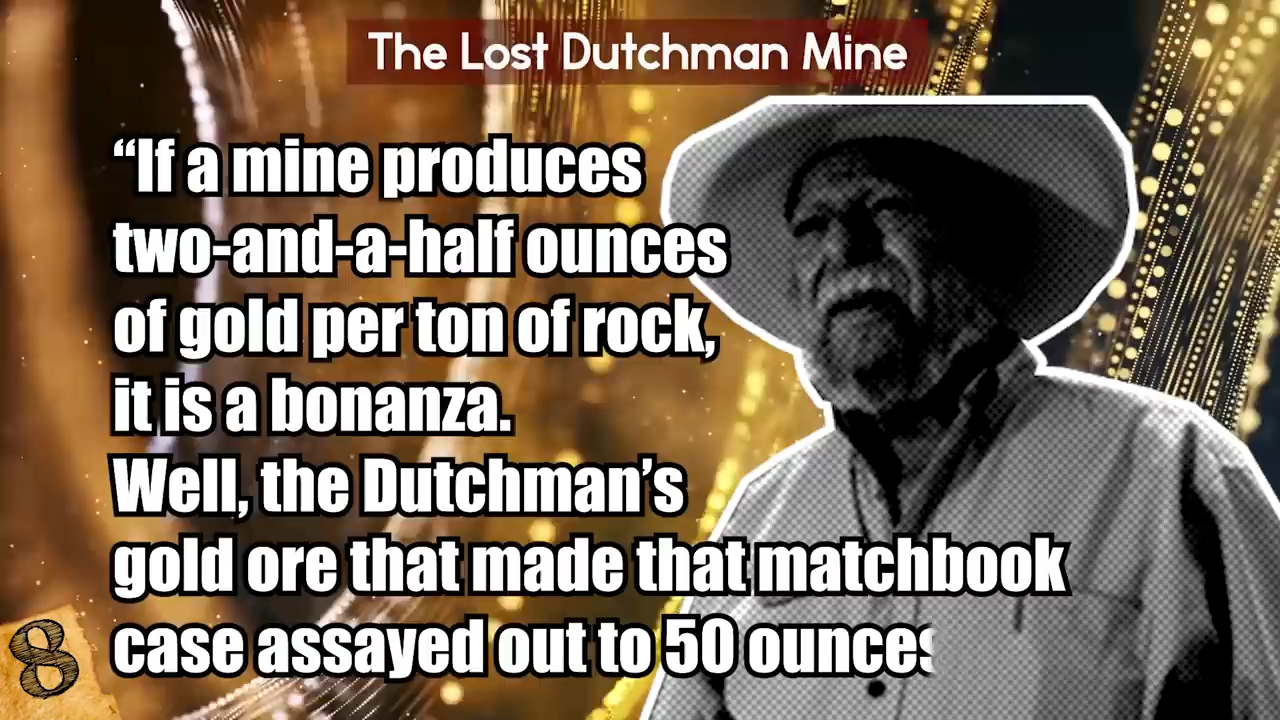 The Lost Dutchman Mine
“If a mine produces
two-and-a-half ounces
of gold per ton of rock,
it is a bonanza.
Well, the Dutchman’s
gold ore that made that matchbook
case assayed out to 50 ounces
8